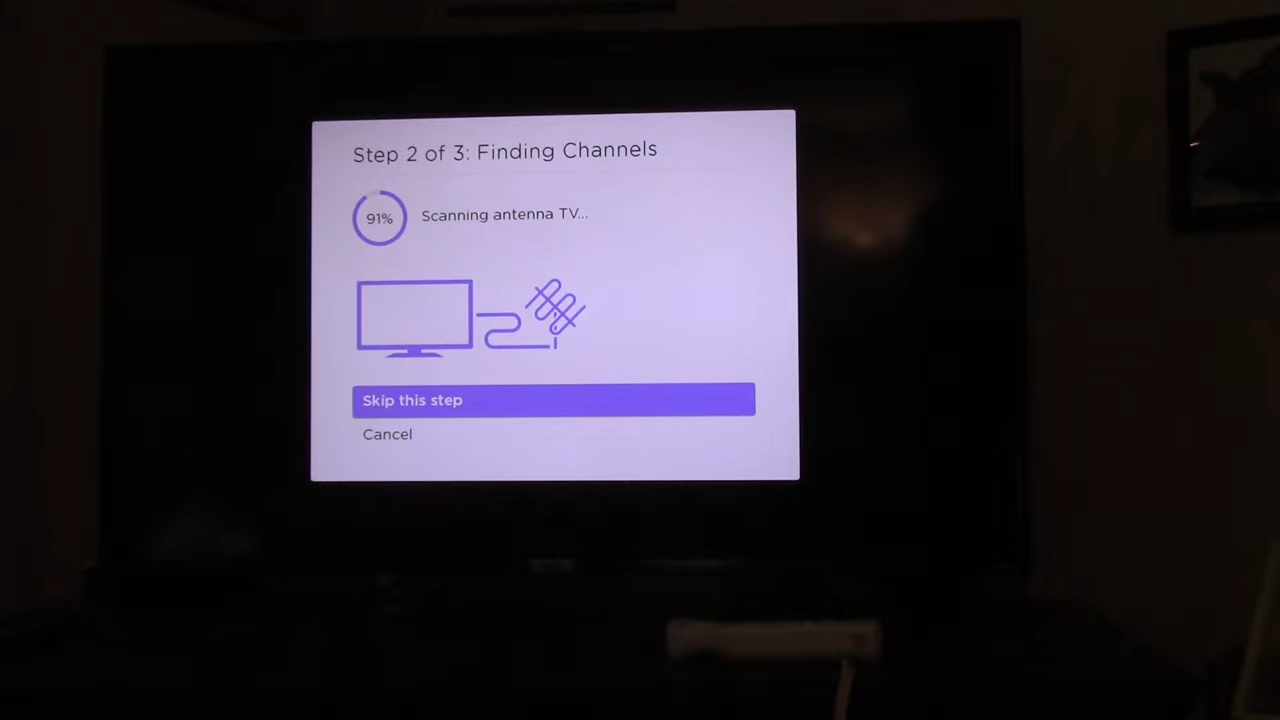 Step 2 of 3: Finding Channels
91%
Scanning antenna TV...
Skip this step
Cancel